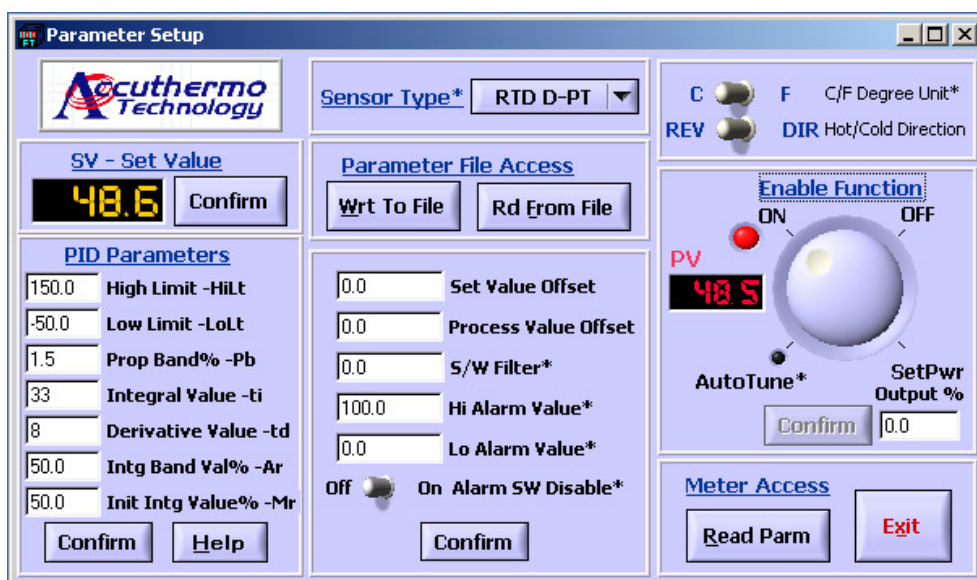 Parameter Setup
Accuthermo
Technology
Sensor Type* RTD D-PT
C F C/F Degree Unit*
REV DIR Hot/Cold Direction
SV - Set Value
48.6 Confirm
Parameter File Access
Wrt To File Rd From File
Enable Function
ON OFF
PV
48.5
AutoTune*
SetPwr
Output %
Confirm 0.0
PID Parameters
150.0 High Limit -HiLt
-50.0 Low Limit -LoLt
1.5 Prop Band% -Pb
33 Integral Value -ti
8 Derivative Value -td
50.0 Intg Band Val% -Ar
50.0 Init Intg Value% -Mr
Confirm Help
0.0 Set Value Offset
0.0 Process Value Offset
0.0 S/W Filter*
100.0 Hi Alarm Value*
0.0 Lo Alarm Value*
Off On Alarm SW Disable*
Confirm
Meter Access
Read Parm Exit